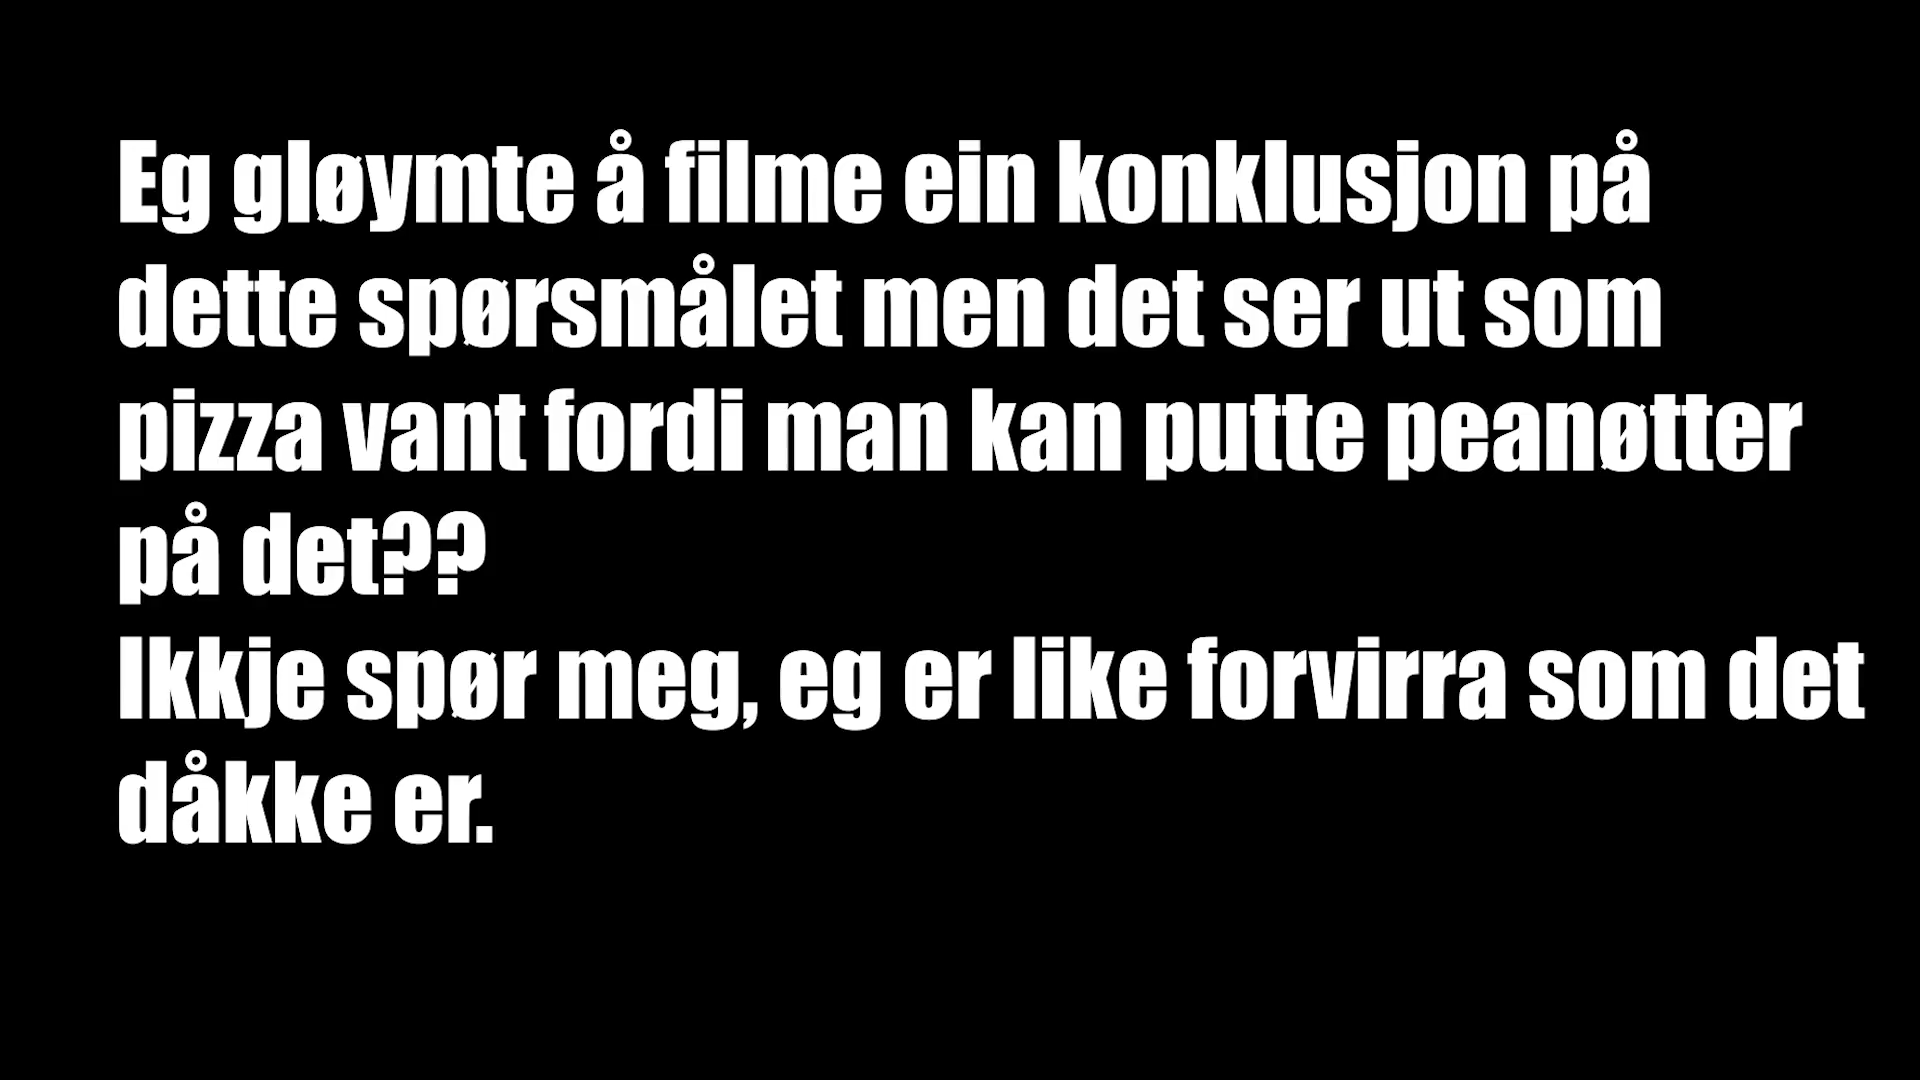 Eg gløymte å filme ein konklusjon på
dette spørsmålet men det ser ut som
pizza vant fordi man kan putte peanøtter
på det??
Ikkje spør meg, eg er like forvirra som det
dåkke er.